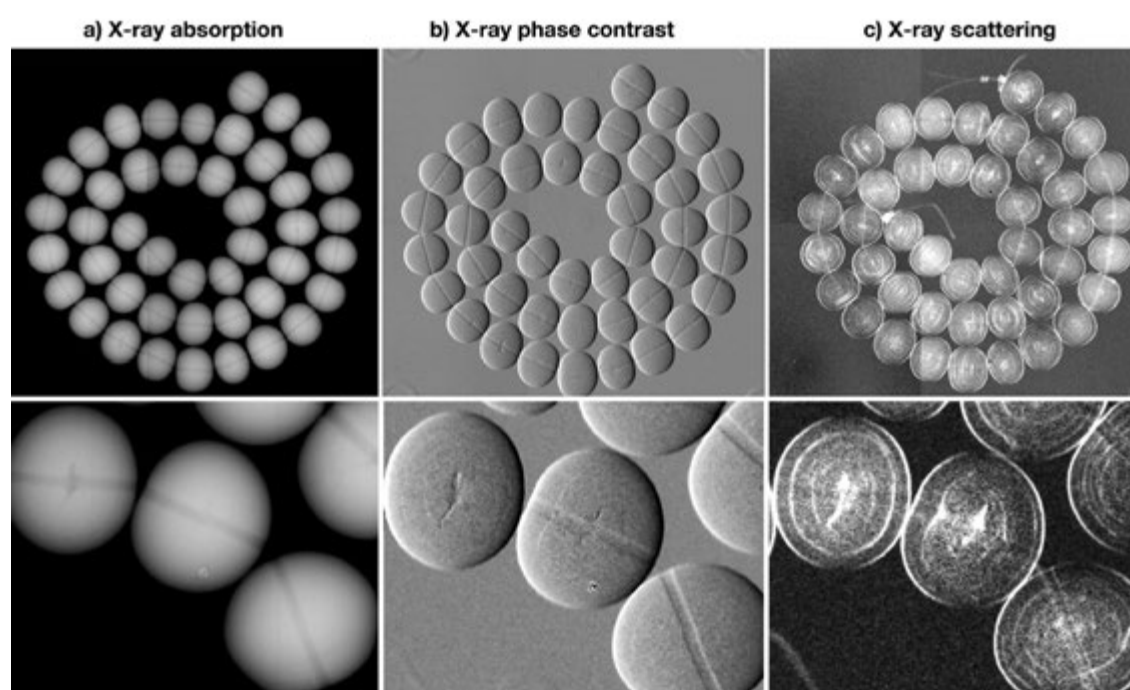 a) X-ray absorption
b) X-ray phase contrast
c) X-ray scattering